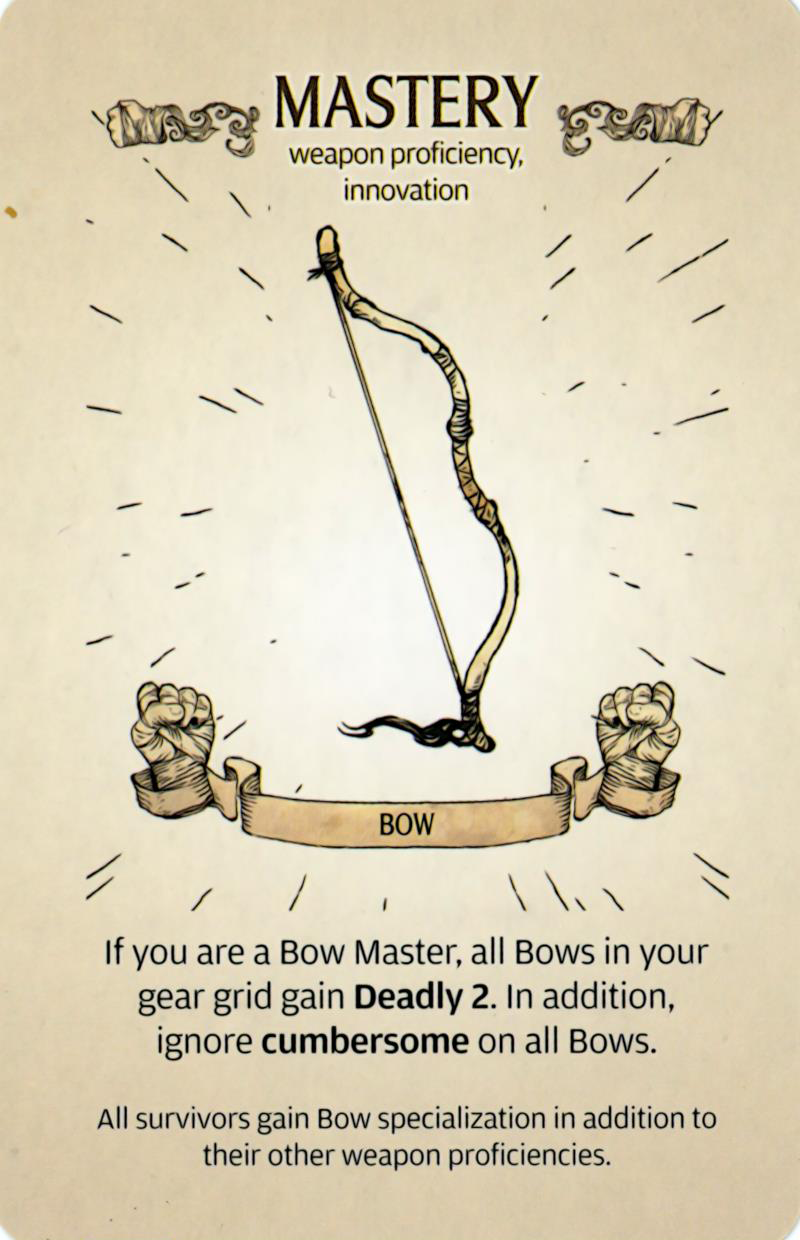 MASTERY
weapon proficiency,
innovation
BOW
If you are a Bow Master, all Bows in your
gear grid gain Deadly 2. In addition,
ignore cumbersome on all Bows.
All survivors gain Bow specialization in addition to
their other weapon proficiencies.